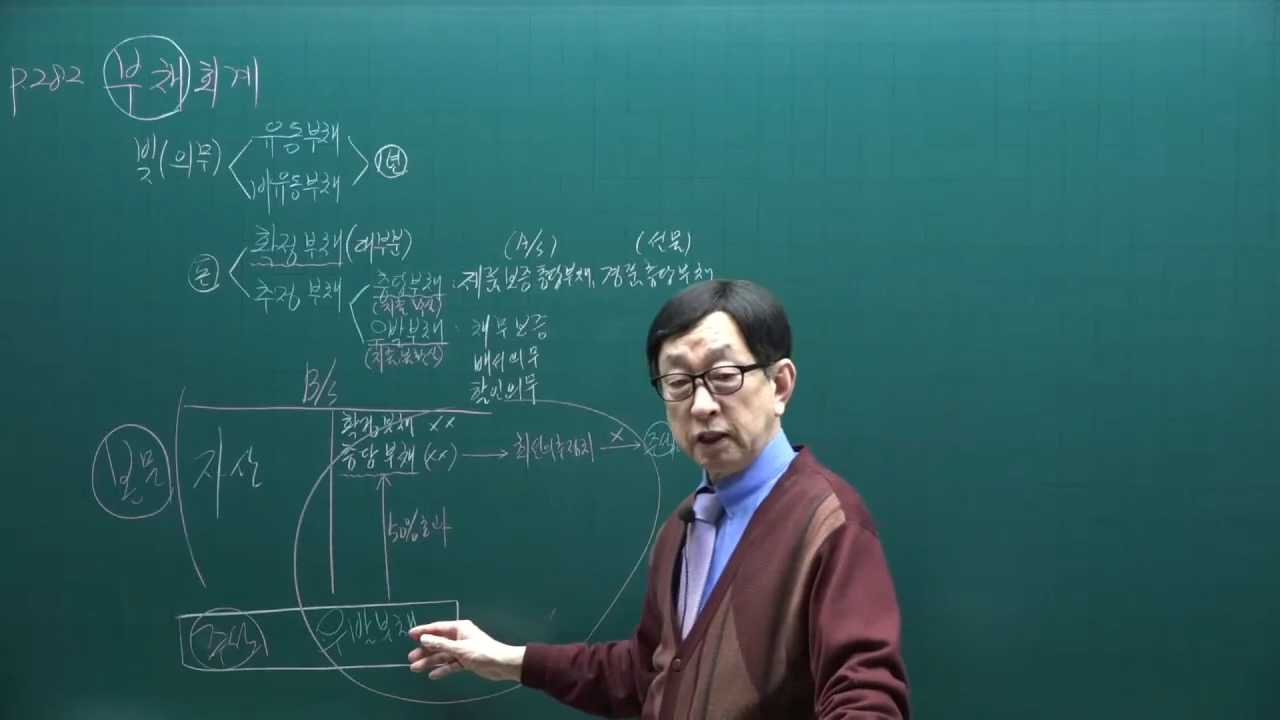 P.282 부채회계
빚(의무) 유동부채
비유동부채 1년
돈 확정부채(대부분)
추정부채
(A/S) (선물)
충당부채 : 제품보증충당부채, 경품충당부채
우발부채 : 채무보증
배서의무
할인의무
B/S
본문 자산
확정부채 ××
충당부채 (××) → 최선의추정치 ×
50%초과
주석 우발부채